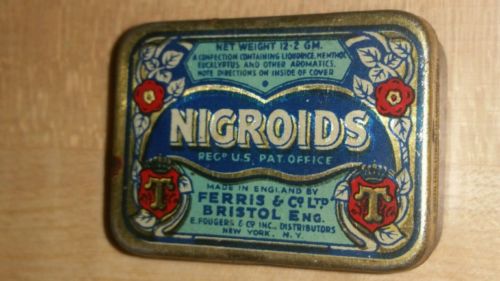 NET WEIGHT 12·2 GM.
A CONFECTION CONTAINING LIQUORICE, MENTHOL
EUCALYPTUS AND OTHER AROMATICS.
NOTE DIRECTIONS ON INSIDE OF COVER
NIGROIDS
REGD U.S. PAT. OFFICE
MADE IN ENGLAND BY
FERRIS & CO LTD
BRISTOL ENG.
E. FOUGERS & CO INC., DISTRIBUTORS
NEW YORK. N.Y.
T T